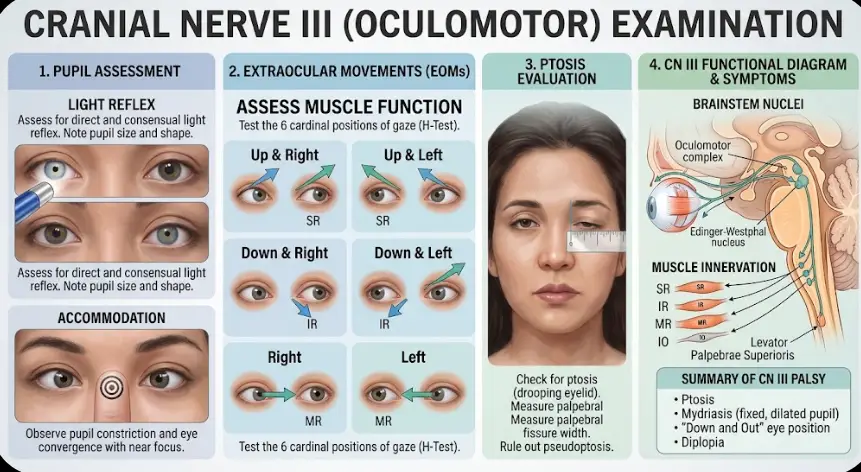 CRANIAL NERVE III (OCULOMOTOR) EXAMINATION
1. PUPIL ASSESSMENT
LIGHT REFLEX
Assess for direct and consensual light
reflex. Note pupil size and shape.
Assess for direct and consensual light
reflex. Note pupil size and shape.
ACCOMMODATION
Observe pupil constriction and eye
convergence with near focus.
2. EXTRAOCULAR MOVEMENTS (EOMs)
ASSESS MUSCLE FUNCTION
Test the 6 cardinal positions of gaze (H-Test).
Up & Right
SR
Up & Left
SR
Down & Right
IR
Down & Left
IR
Right
MR
Left
MR
Test the 6 cardinal positions of gaze (H-Test).
3. PTOSIS
EVALUATION
Check for ptosis
(drooping eyelid).
Measure palpebral
Measure palpebral
fissure width.
Rule out pseudoptosis.
4. CN III FUNCTIONAL DIAGRAM
& SYMPTOMS
BRAINSTEM NUCLEI
Oculomotor
complex
Edinger-Westphal
nucleus
MUSCLE INNERVATION
SR SR
IR IR
MR MR
IO IO
Levator
Palpebrae Superioris
SUMMARY OF CN III PALSY
• Ptosis
• Mydriasis (fixed, dilated pupil)
• "Down and Out" eye position
• Diplopia